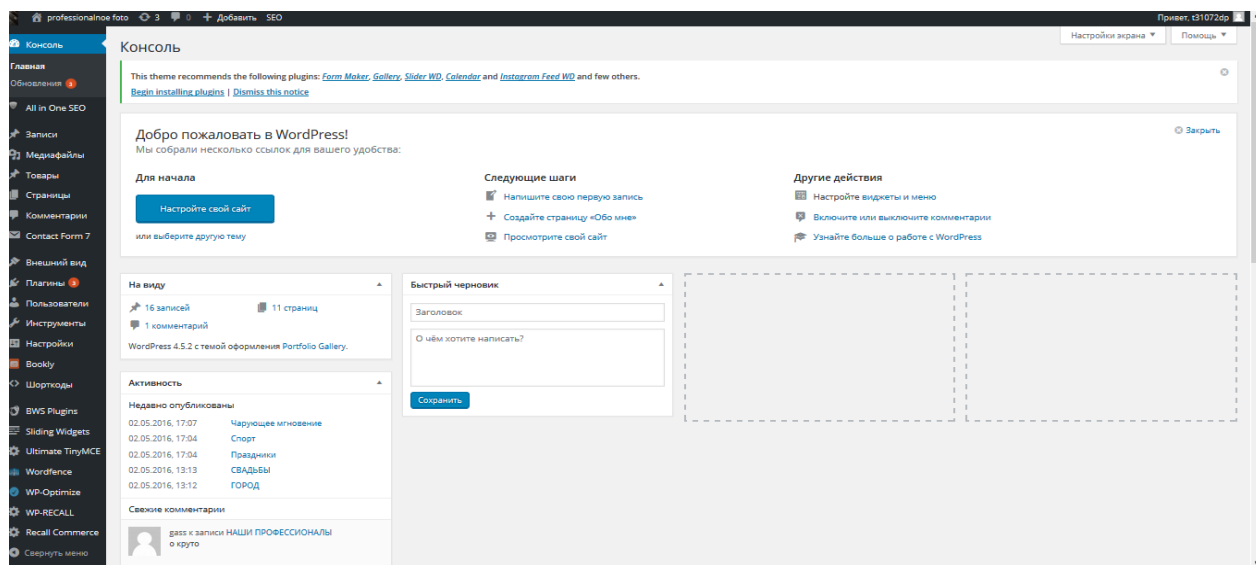 professionalnoe foto 3 0 + Добавить SEO Привет, t31072dp
Настройки экрана Помощь
Консоль
Главная
Обновления 3
All in One SEO
Записи
Медиафайлы
Товары
Страницы
Комментарии
Contact Form 7
Внешний вид
Плагины 3
Пользователи
Инструменты
Настройки
Bookly
Шорткоды
BWS Plugins
Sliding Widgets
Ultimate TinyMCE
Wordfence
WP-Optimize
WP-RECALL
Recall Commerce
Свернуть меню
Консоль
This theme recommends the following plugins: Form Maker, Gallery, Slider WD, Calendar and Instagram Feed WD and few others.
Begin installing plugins | Dismiss this notice
Добро пожаловать в WordPress!
Закрыть
Мы собрали несколько ссылок для вашего удобства:
Для начала
Настройте свой сайт
или выберите другую тему
Следующие шаги
Напишите свою первую запись
Создайте страницу «Обо мне»
Просмотрите свой сайт
Другие действия
Настройте виджеты и меню
Включите или выключите комментарии
Узнайте больше о работе с WordPress
На виду
16 записей 11 страниц
1 комментарий
WordPress 4.5.2 с темой оформления Portfolio Gallery.
Активность
Недавно опубликованы
02.05.2016, 17:07 Чарующее мгновение
02.05.2016, 17:04 Спорт
02.05.2016, 17:04 Праздники
02.05.2016, 13:13 СВАДЬБЫ
02.05.2016, 13:12 ГОРОД
Свежие комментарии
gass к записи НАШИ ПРОФЕССИОНАЛЫ
о круто
Быстрый черновик
Заголовок
О чём хотите написать?
Сохранить